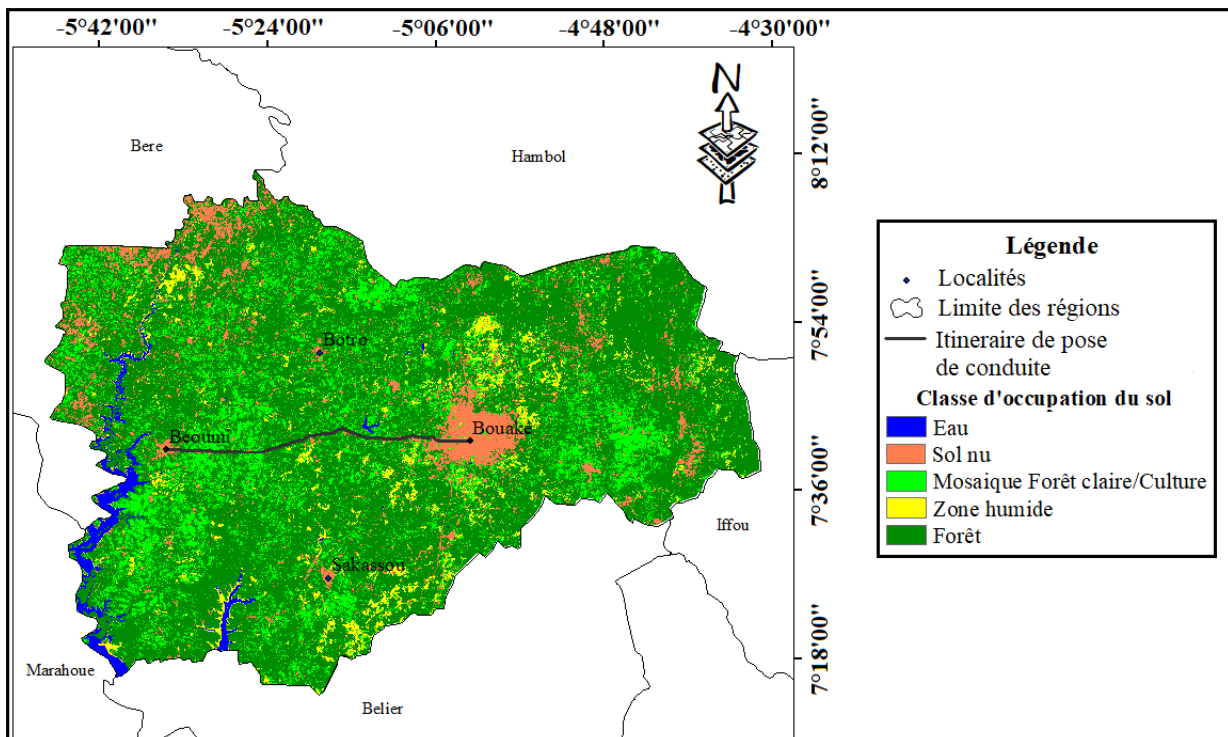 -5°42'00" -5°24'00" -5°06'00" -4°48'00" -4°30'00"
N
Bere
Hambol
8°12'00"
Légende
Localités
Limite des régions
Itineraire de pose
de conduite
Classe d'occupation du sol
Eau
Sol nu
Mosaique Forêt claire/Culture
Zone humide
Forêt
7°54'00"
Botro
Beoumi
Bouake
7°36'00"
Iffou
Sakassou
7°18'00"
Marahoue
Belier